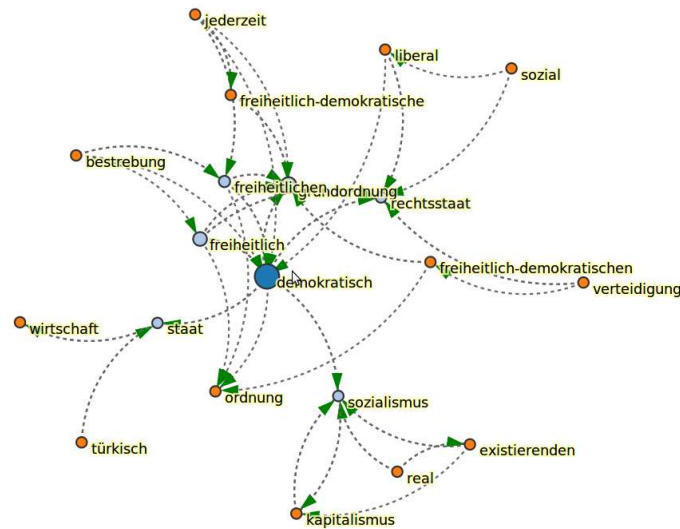 jederzeit
liberal
sozial
freiheitlich-demokratische
bestrebung
freiheitlichen
grundordnung
rechtsstaat
freiheitlich
freiheitlich-demokratischen
demokratisch
verteidigung
wirtschaft
staat
ordnung
sozialismus
türkisch
existierenden
real
kapitalismus